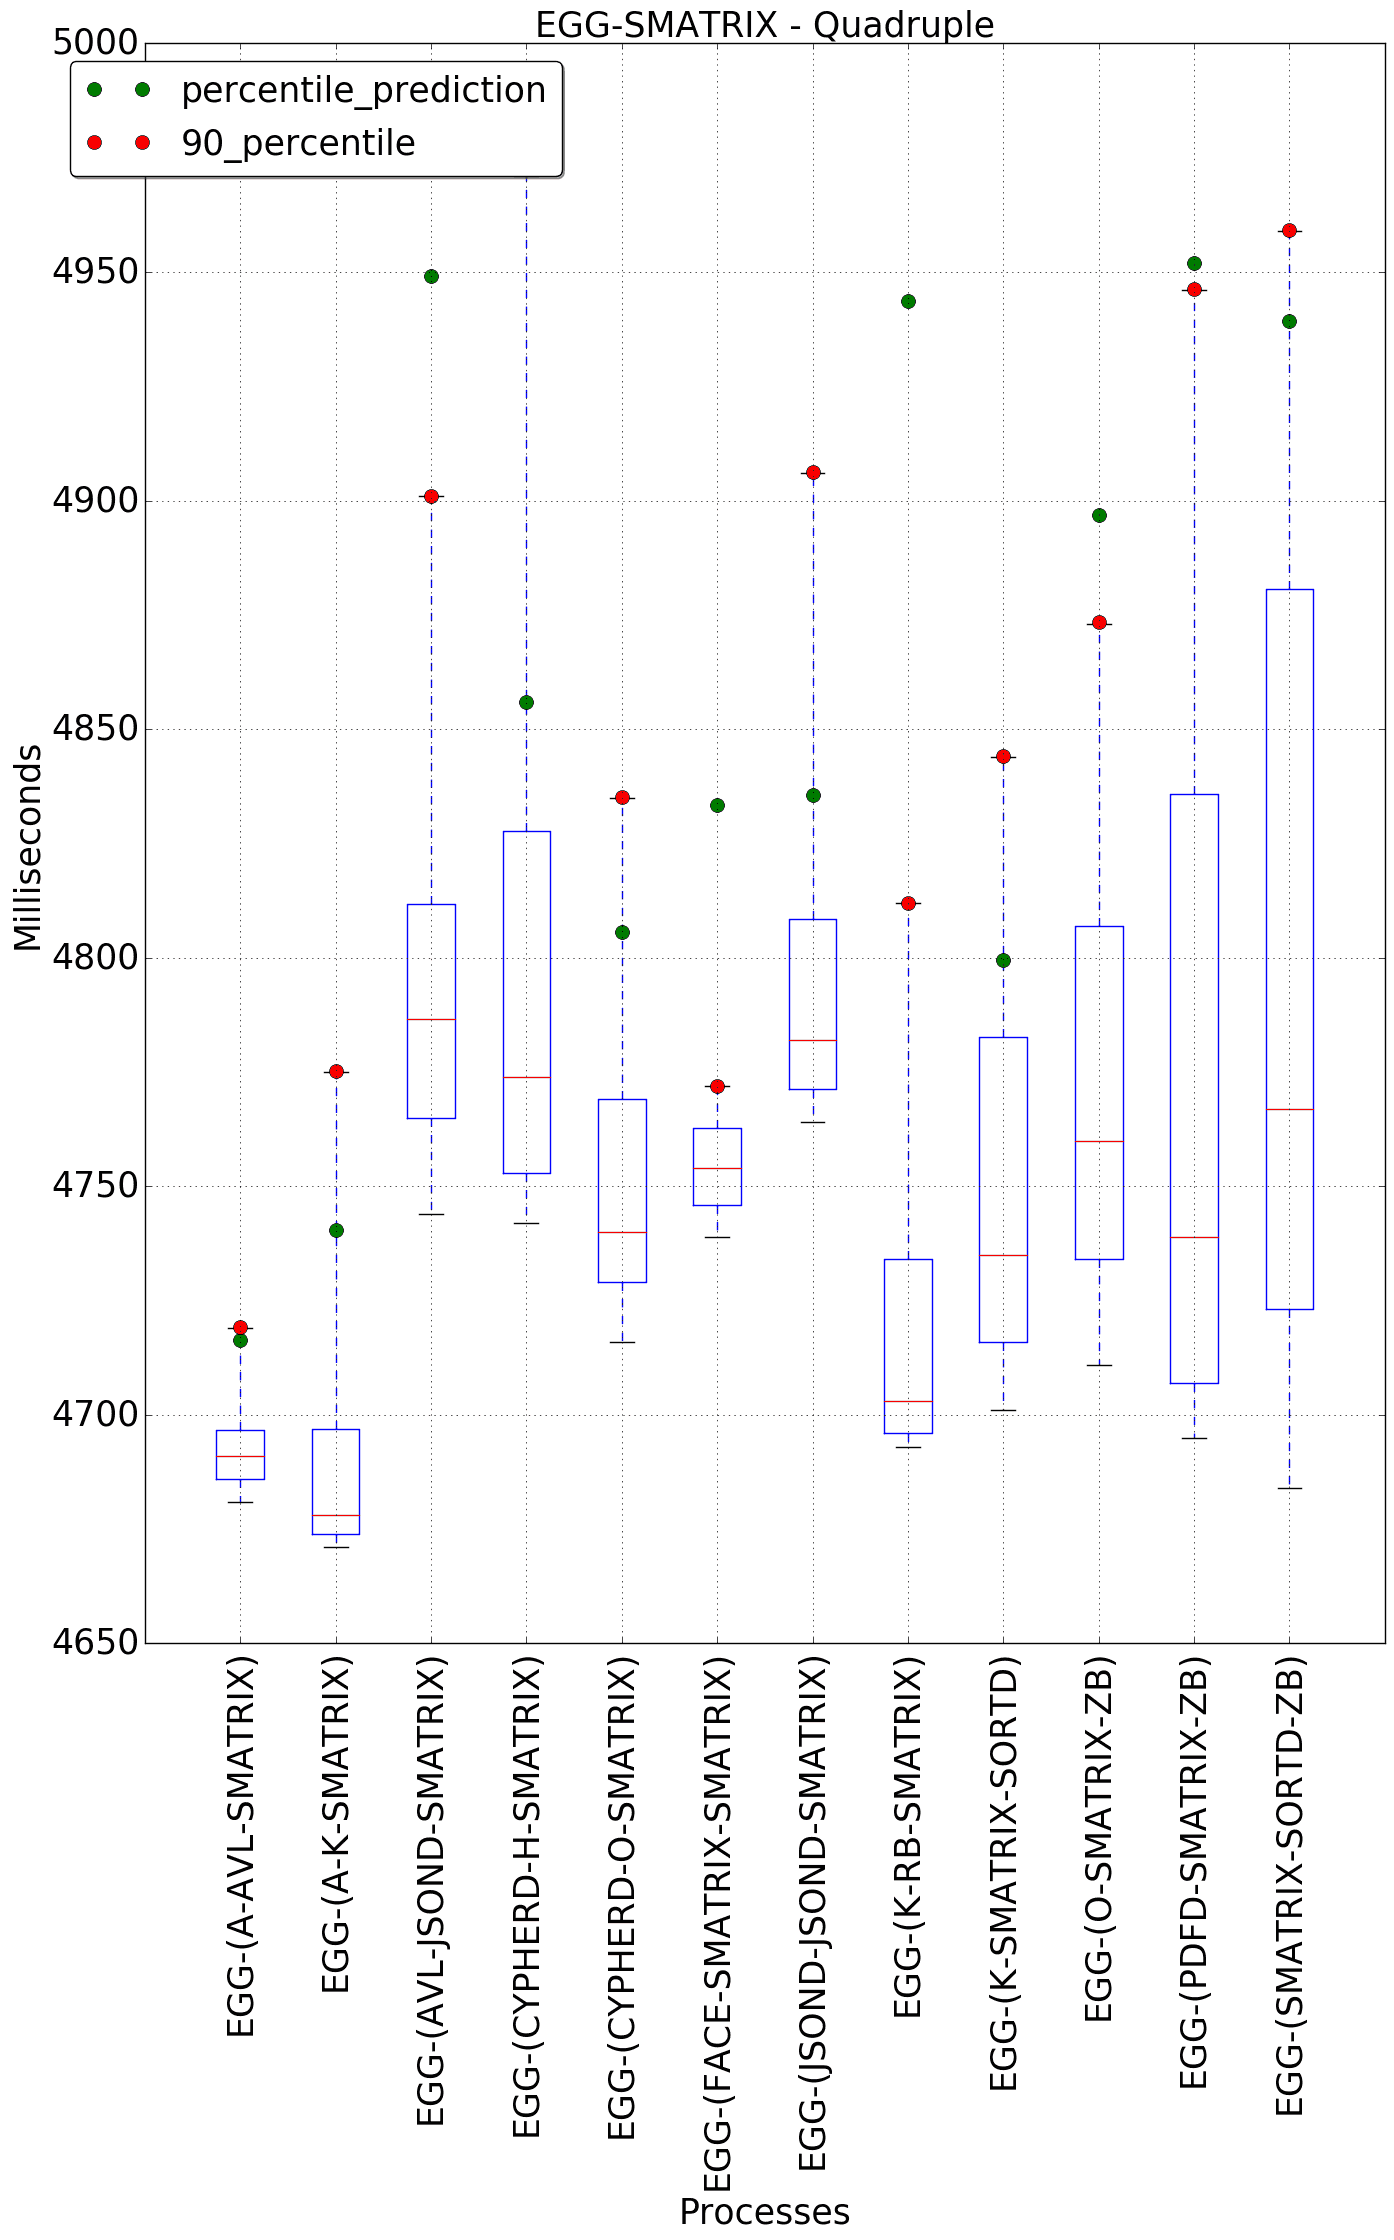 EGG-SMATRIX - Quadruple
percentile_prediction
90_percentile
5000
4950
4900
4850
4800
4750
4700
4650
Milliseconds
EGG-(A-AVL-SMATRIX)
EGG-(A-K-SMATRIX)
EGG-(AVL-JSOND-SMATRIX)
EGG-(CYPHERD-H-SMATRIX)
EGG-(CYPHERD-O-SMATRIX)
EGG-(FACE-SMATRIX-SMATRIX)
EGG-(JSOND-JSOND-SMATRIX)
EGG-(K-RB-SMATRIX)
EGG-(K-SMATRIX-SORTD)
EGG-(O-SMATRIX-ZB)
EGG-(PDFD-SMATRIX-ZB)
EGG-(SMATRIX-SORTD-ZB)
Processes